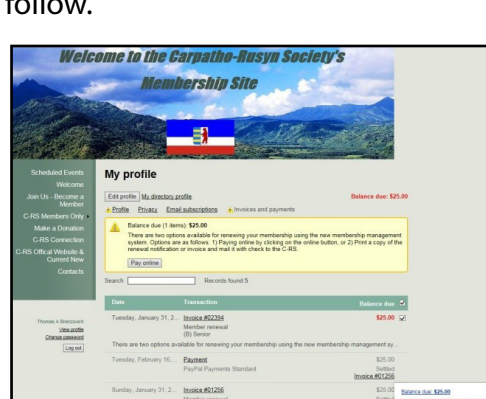 follow.
Welcome to the Carpatho-Rusyn Society's
Membership Site
Scheduled Events
Welcome
Join Us - Become a
Member
C-RS Members Only
Make a Donation
C-RS Connection
C-RS Offical Website &
Current New
Contacts
View profile
Change password
Log out
My profile
Edit profile My directory profile
Balance due: $25.00
Profile Privacy Email subscriptions Invoices and payments
Balance due (1 items): $25.00
There are two options available for renewing your membership using the new membership management
system. Options are as follows: 1) Paying online by clicking on the online button, or 2) Print a copy of the
renewal notification or invoice and mail it with check to the C-RS.
Pay online
Search Records found:5
Date Transaction Balance due
Tuesday, January 31, 2... Invoice #02394 $25.00
Member renewal
(B) Senior
There are two options available for renewing your membership using the new membership management sy...
Tuesday, February 16,... Payment $25.00
PayPal Payments Standard Settled
Invoice #01256
Sunday, January 31, 2... Invoice #01256 $25.00
Member renewal Settled
Balance due: $25.00